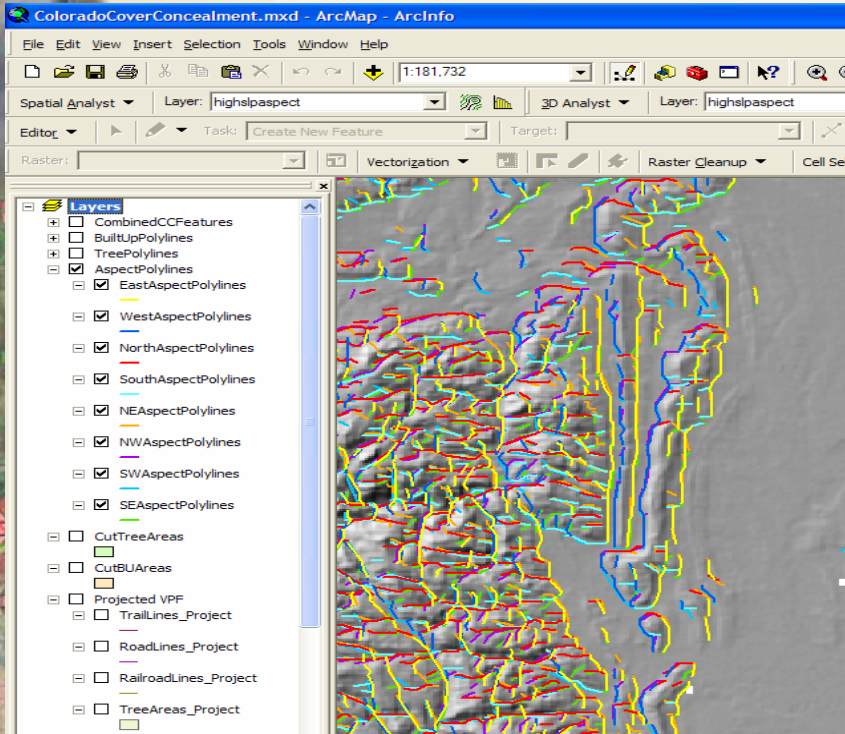 ColoradoCoverConcealment.mxd - ArcMap - ArcInfo
File Edit View Insert Selection Tools Window Help
1:181,732
Spatial Analyst Layer: highslpaspect 3D Analyst Layer: highslpaspect
Editor Task: Create New Feature Target:
Raster: Vectorization Raster Cleanup Cell Se
Layers
CombinedCCFeatures
BuiltUpPolylines
TreePolylines
AspectPolylines
EastAspectPolylines
WestAspectPolylines
NorthAspectPolylines
SouthAspectPolylines
NEAspectPolylines
NWAspectPolylines
SWAspectPolylines
SEAspectPolylines
CutTreeAreas
CutBUAreas
Projected VPF
TrailLines_Project
RoadLines_Project
RailroadLines_Project
TreeAreas_Project